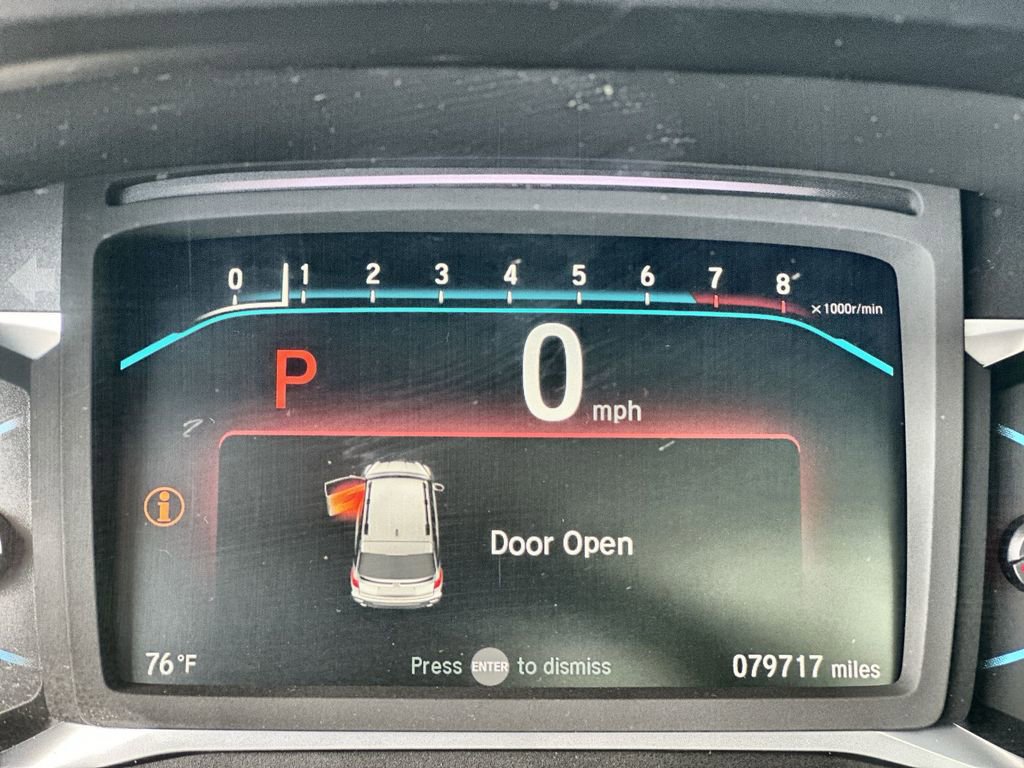 0 1 2 3 4 5 6 7 8
×1000r/min
P 0 mph
i
Door Open
76°F Press ENTER to dismiss 079717 miles